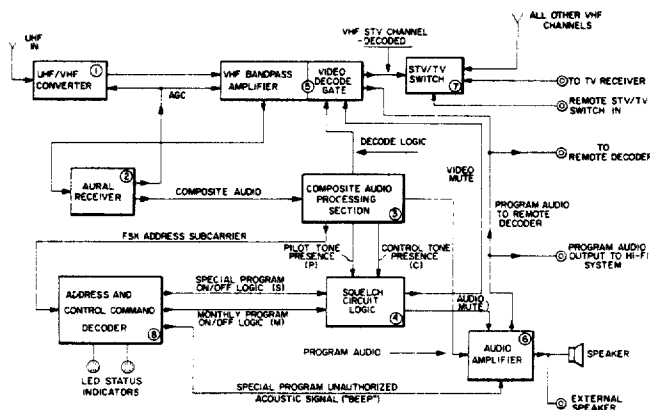 VHF STV CHANNEL
-DECODED
ALL OTHER VHF
CHANNELS
UHF
IN
UHF/VHF
CONVERTER
①
VHF BANDPASS
AMPLIFIER
⑤
VIDEO
DECODE
GATE
STV/TV
SWITCH
⑦
TO TV RECEIVER
REMOTE STV/TV
SWITCH IN
AGC
DECODE LOGIC
VIDEO
MUTE
TO
REMOTE DECODER
AURAL
RECEIVER
②
COMPOSITE AUDIO
COMPOSITE AUDIO
PROCESSING
SECTION
③
PROGRAM AUDIO
TO REMOTE
DECODER
FSK ADDRESS SUBCARRIER
PILOT TONE
PRESENCE (P)
CONTROL TONE
PRESENCE (C)
PROGRAM AUDIO
OUTPUT TO HI-FI
SYSTEM
ADDRESS AND
CONTROL COMMAND
DECODER
⑧
SPECIAL PROGRAM
ON/OFF LOGIC (S)
MONTHLY PROGRAM
ON/OFF LOGIC (M)
SQUELCH
CIRCUIT
LOGIC
④
AUDIO
MUTE
PROGRAM AUDIO
AUDIO
AMPLIFIER
⑥
SPEAKER
LED STATUS
INDICATORS
SPECIAL PROGRAM UNAUTHORIZED
ACOUSTIC SIGNAL ("BEEP")
EXTERNAL
SPEAKER